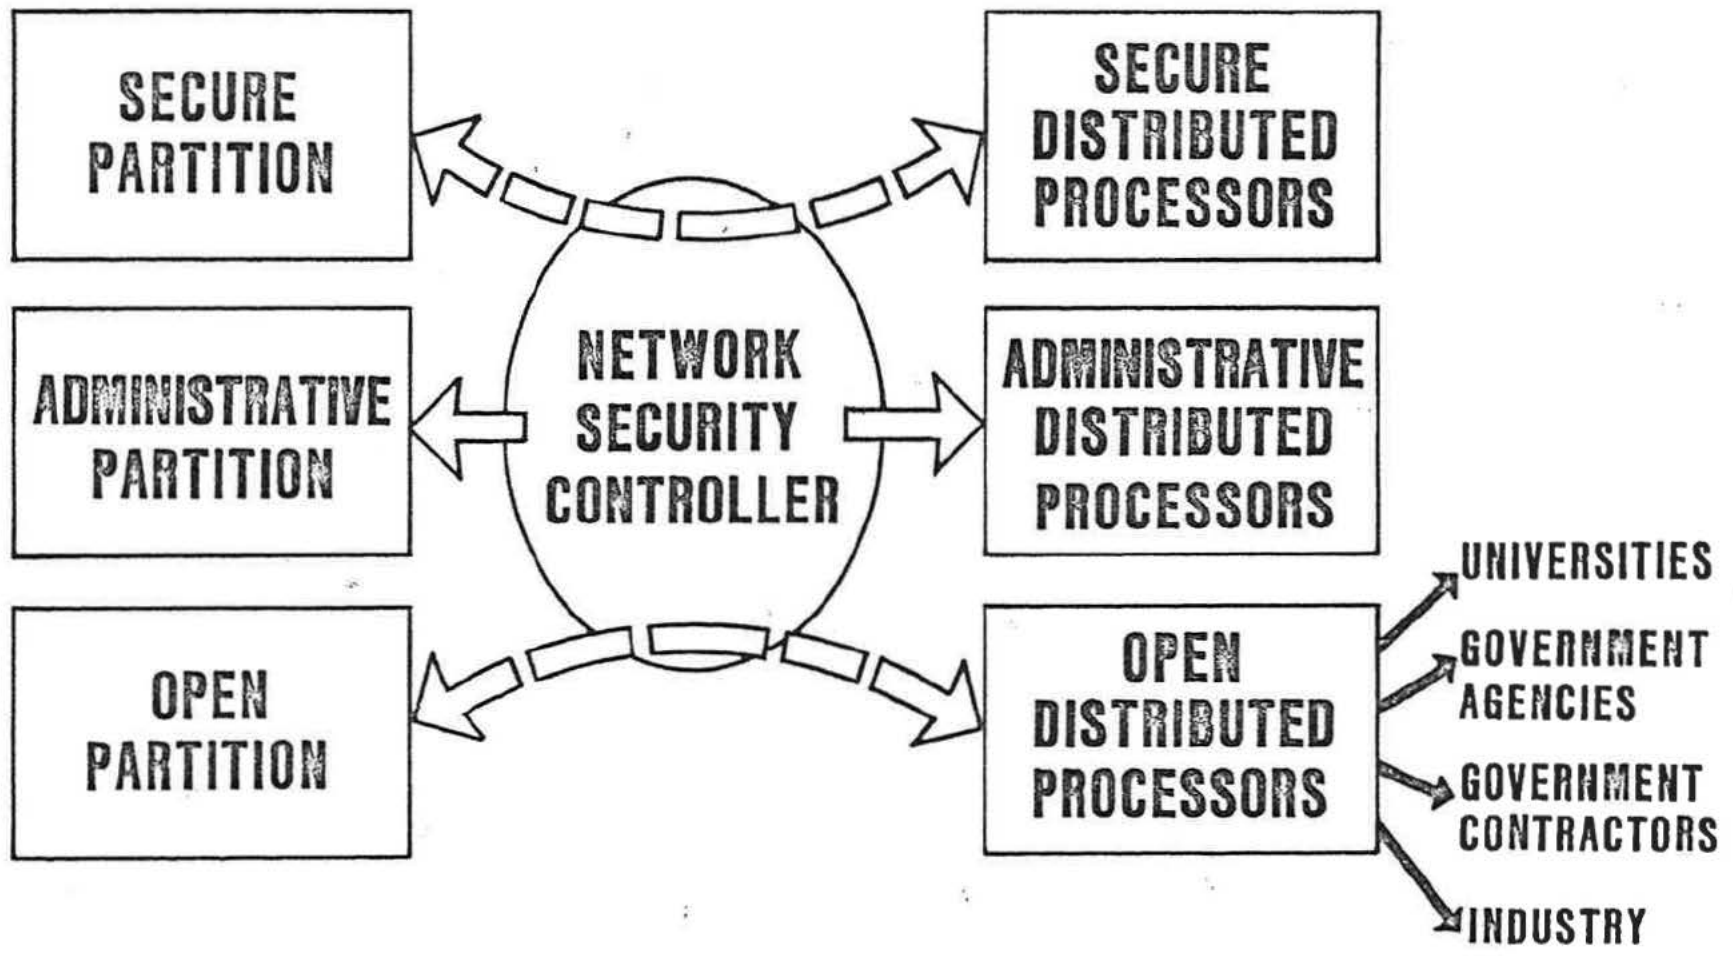 SECURE
PARTITION
SECURE
DISTRIBUTED
PROCESSORS
NETWORK
SECURITY
CONTROLLER
ADMINISTRATIVE
PARTITION
ADMINISTRATIVE
DISTRIBUTED
PROCESSORS
OPEN
PARTITION
OPEN
DISTRIBUTED
PROCESSORS
UNIVERSITIES
GOVERNMENT
AGENCIES
GOVERNMENT
CONTRACTORS
INDUSTRY